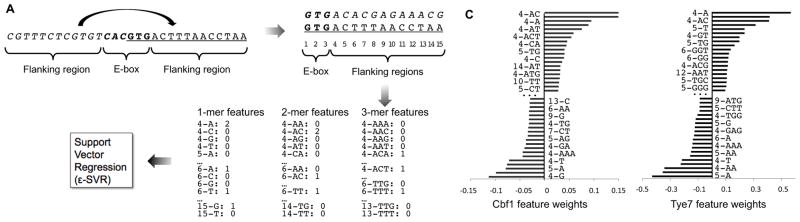 A
CGTTTCTCGTGTCACGTGACTTTAACCTAA
Flanking region
E-box
Flanking region
GTGACACGAGAAACG
GTGACTTTAACCTAA
1 2 3 4 5 6 7 8 9 10 11 12 13 14 15
E-box
Flanking regions
1-mer features
4-A: 2
4-C: 0
4-G: 0
4-T: 0
5-A: 0
…
6-A: 1
6-C: 1
6-G: 0
6-T: 0
…
15-G: 1
15-T: 0
2-mer features
4-AA: 0
4-AC: 2
4-AG: 0
4-AT: 0
4-CA: 0
…
6-AA: 0
6-AC: 1
…
6-TT: 1
…
14-TG: 0
14-TT: 0
3-mer features
4-AAA: 0
4-AAC: 0
4-AAG: 0
4-AAT: 0
4-ACA: 1
…
4-ACT: 1
…
6-TTG: 0
6-TTT: 1
…
13-TTG: 0
13-TTT: 0
Support
Vector
Regression
(ε-SVR)
C
4-AC
4-A
4-AT
4-ACT
4-CA
5-TG
4-C
14-AT
4-ATG
10-TT
5-CT
...
13-C
6-AA
9-G
4-TG
7-CT
5-AG
4-GA
4-AAA
4-T
5-A
4-G
-0.15
-0.1
-0.05
0
0.05
0.10
0.15
Cbf1 feature weights
4-A
4-AC
5-T
4-GT
5-TG
6-GGT
6-GG
4-ACG
12-AAT
5-TGC
5-GGG
...
9-ATG
5-CTT
4-TGG
5-G
4-GAG
6-A
4-AAA
5-AA
4-T
4-AA
5-A
-0.5
-0.25
0
0.25
0.5
Tye7 feature weights